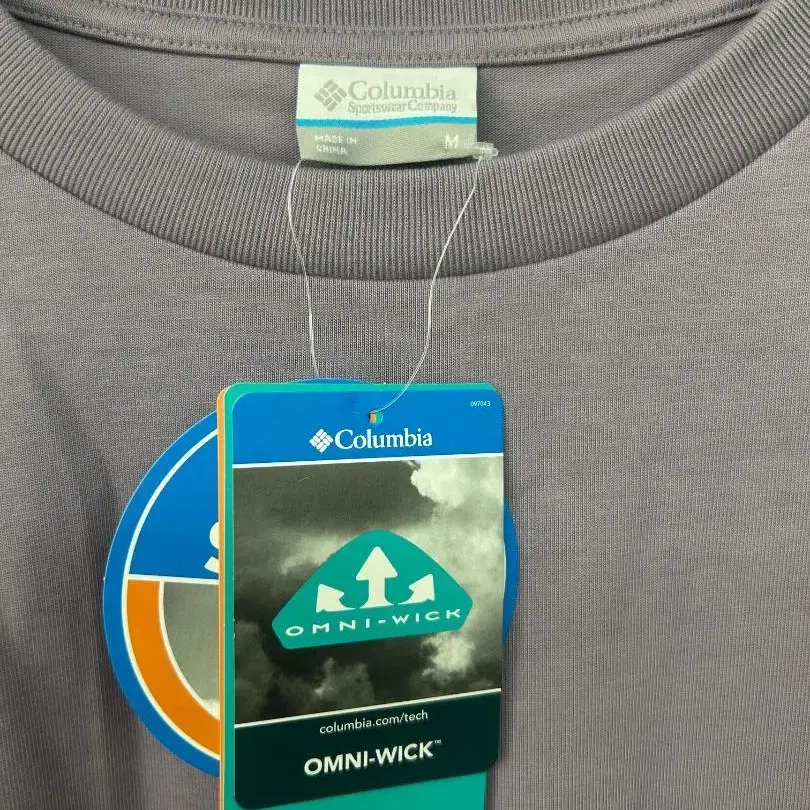 Columbia
Sportswear Company
MADE IN
CHINA
M
097043
Columbia
OMNI-WICK
columbia.com/tech
OMNI-WICK™